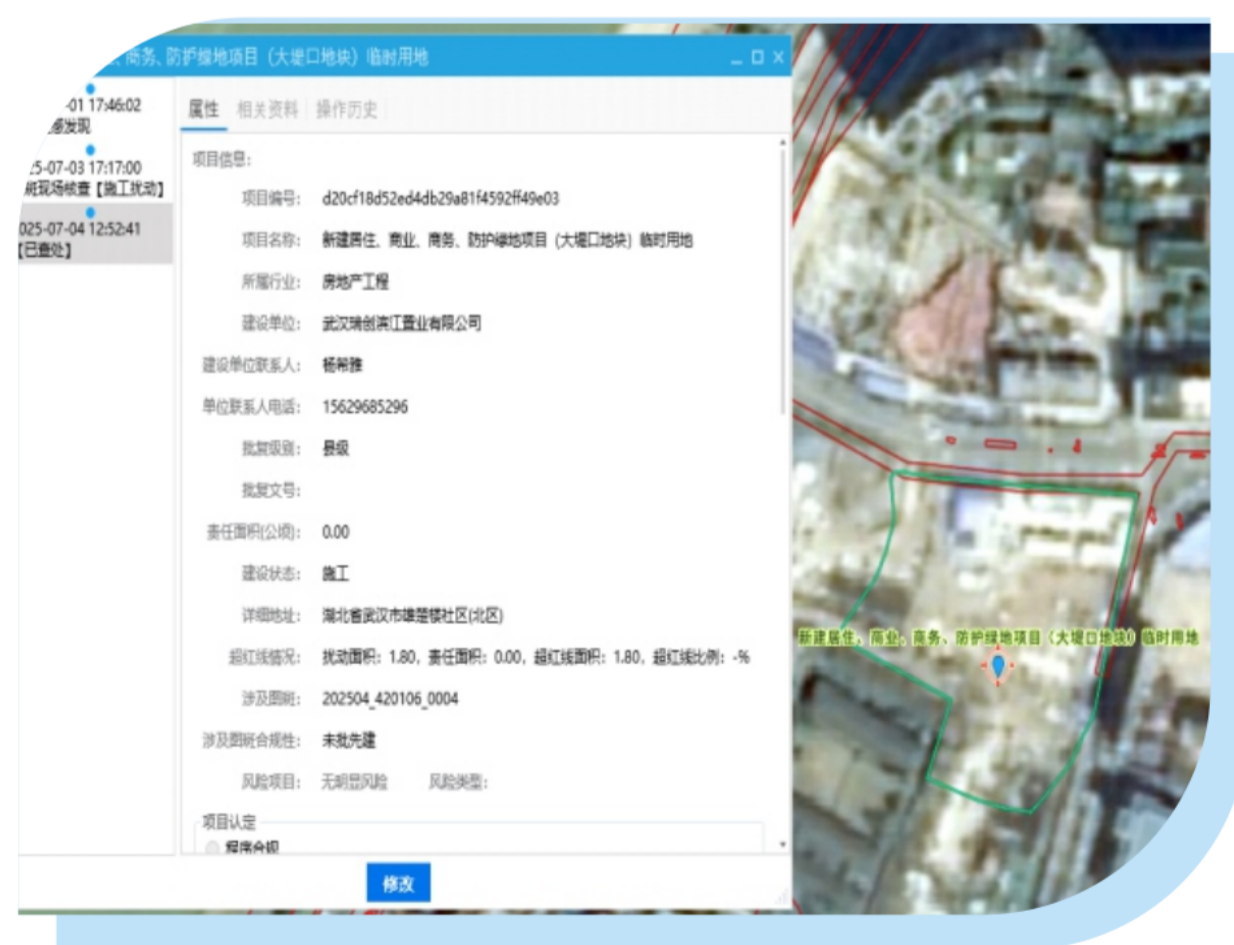 商务、防护绿地项目（大堤口地块）临时用地
-01 17:46:02
感发现
25-07-03 17:17:00
斑现场核查【施工扰动】
025-07-04 12:52:41
【已查处】
属性 相关资料 操作历史
项目信息:
项目编号: d20cf18d52ed4db29a81f4592ff49e03
项目名称: 新建居住、商业、商务、防护绿地项目（大堤口地块）临时用地
所属行业: 房地产工程
建设单位: 武汉瑞创滨江置业有限公司
建设单位联系人: 杨希雅
单位联系人电话: 15629685296
批复级别: 县级
批复文号:
责任面积(公顷): 0.00
建设状态: 施工
详细地址: 湖北省武汉市雄楚楼社区(北区)
超红线情况: 扰动面积: 1.80, 责任面积: 0.00, 超红线面积: 1.80, 超红线比例: -%
涉及图斑: 202504_420106_0004
涉及图斑合规性: 未批先建
风险项目: 无明显风险 风险类型:
项目认定
程序合规
修改
新建居住、商业、商务、防护绿地项目（大堤口地块）临时用地